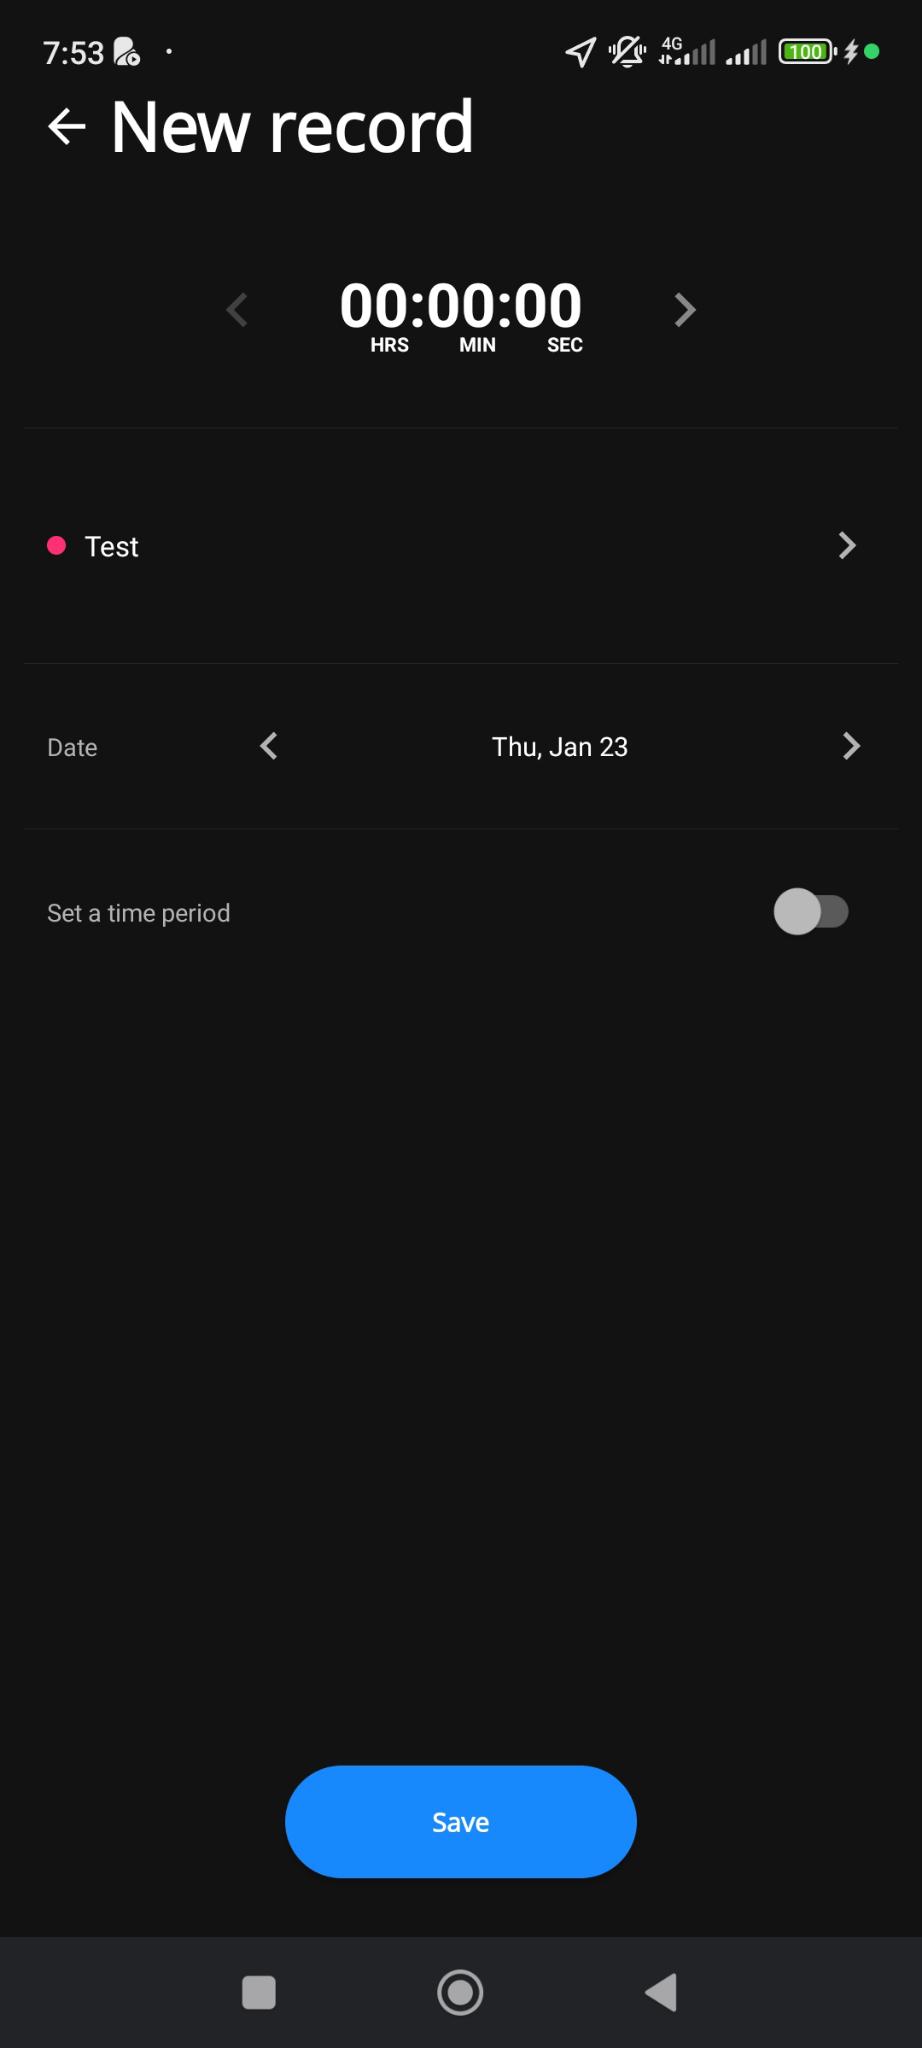 7:53 4G 100
New record
00:00:00
HRS MIN SEC
Test
Date Thu, Jan 23
Set a time period
Save